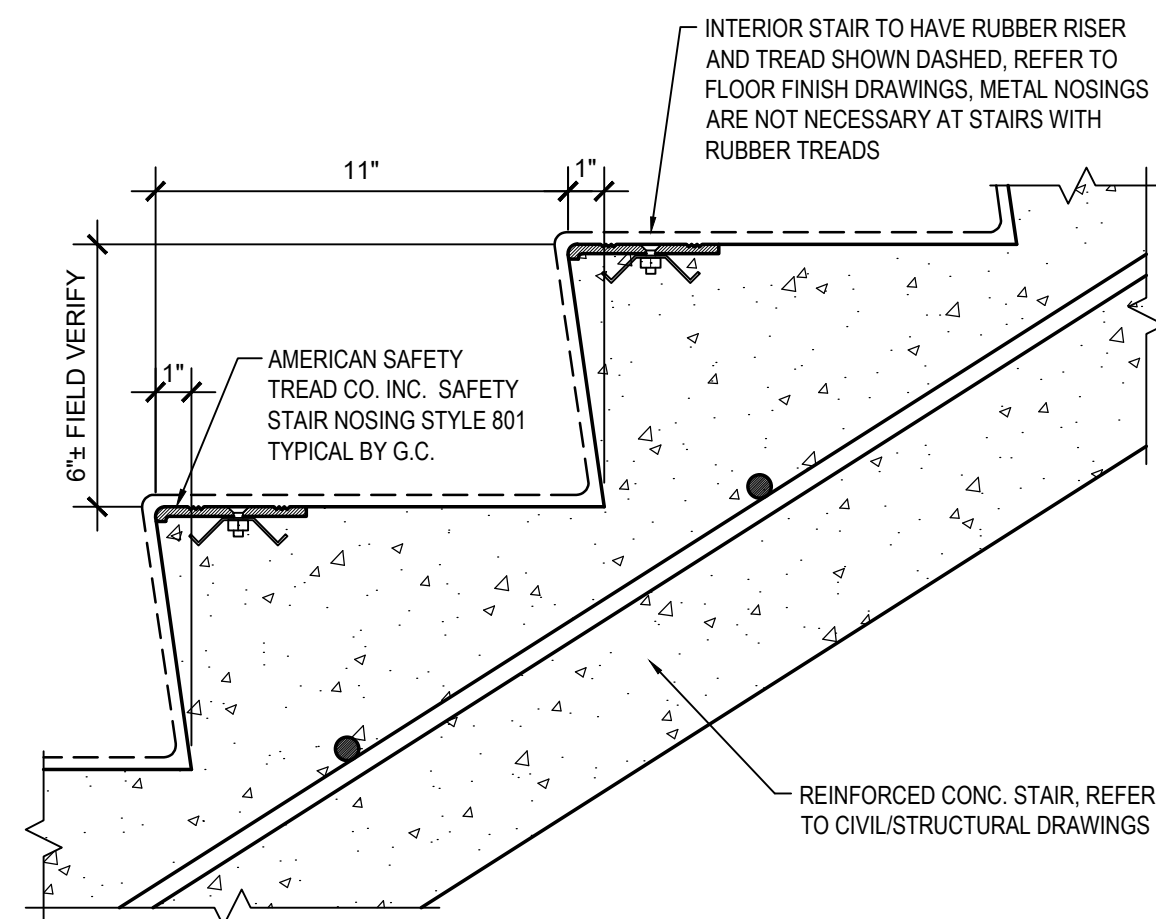 INTERIOR STAIR TO HAVE RUBBER RISER
AND TREAD SHOWN DASHED, REFER TO
FLOOR FINISH DRAWINGS, METAL NOSINGS
ARE NOT NECESSARY AT STAIRS WITH
RUBBER TREADS
11"
1"
6"± FIELD VERIFY
1"
AMERICAN SAFETY
TREAD CO. INC. SAFETY
STAIR NOSING STYLE 801
TYPICAL BY G.C.
REINFORCED CONC. STAIR, REFER
TO CIVIL/STRUCTURAL DRAWINGS